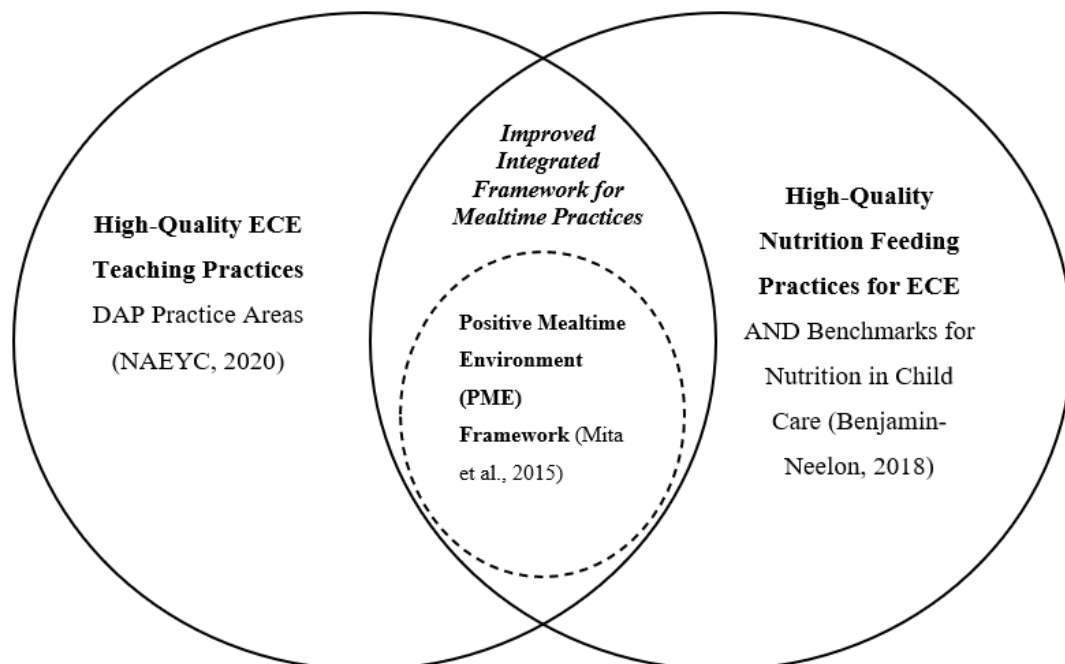 High-Quality ECE
Teaching Practices
DAP Practice Areas
(NAEYC, 2020)
Improved
Integrated
Framework for
Mealtime Practices
Positive Mealtime
Environment
(PME)
Framework (Mita
et al., 2015)
High-Quality
Nutrition Feeding
Practices for ECE
AND Benchmarks for
Nutrition in Child
Care (Benjamin-
Neelon, 2018)